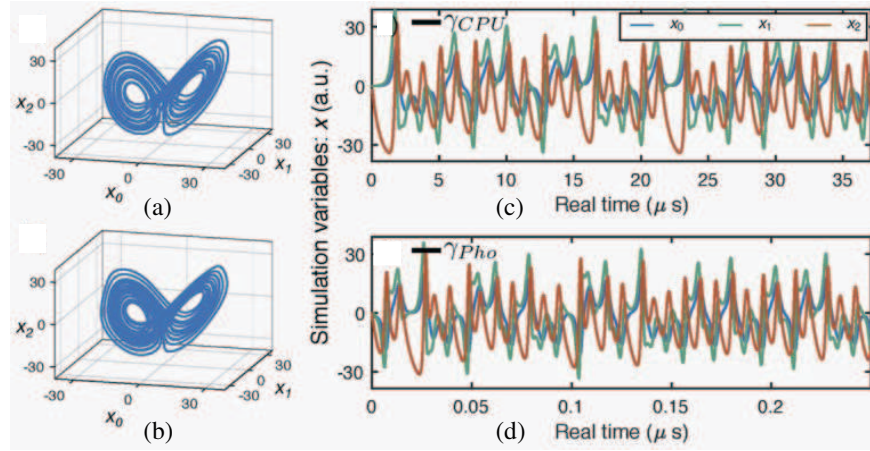 30
x₂ 0
-30
-30
0
30
x₀
-30
0
30
x₁
(a)
30
x₂ 0
-30
-30
0
30
x₀
-30
0
30
x₁
(b)
Simulation variables: x (a.u.)
γCPU
x₀ x₁ x₂
30
0
-30
0 5 10 15 20 25 30 35
Real time (μ s)
(c)
γPho
30
0
-30
0 0.05 0.1 0.15 0.2
Real time (μ s)
(d)